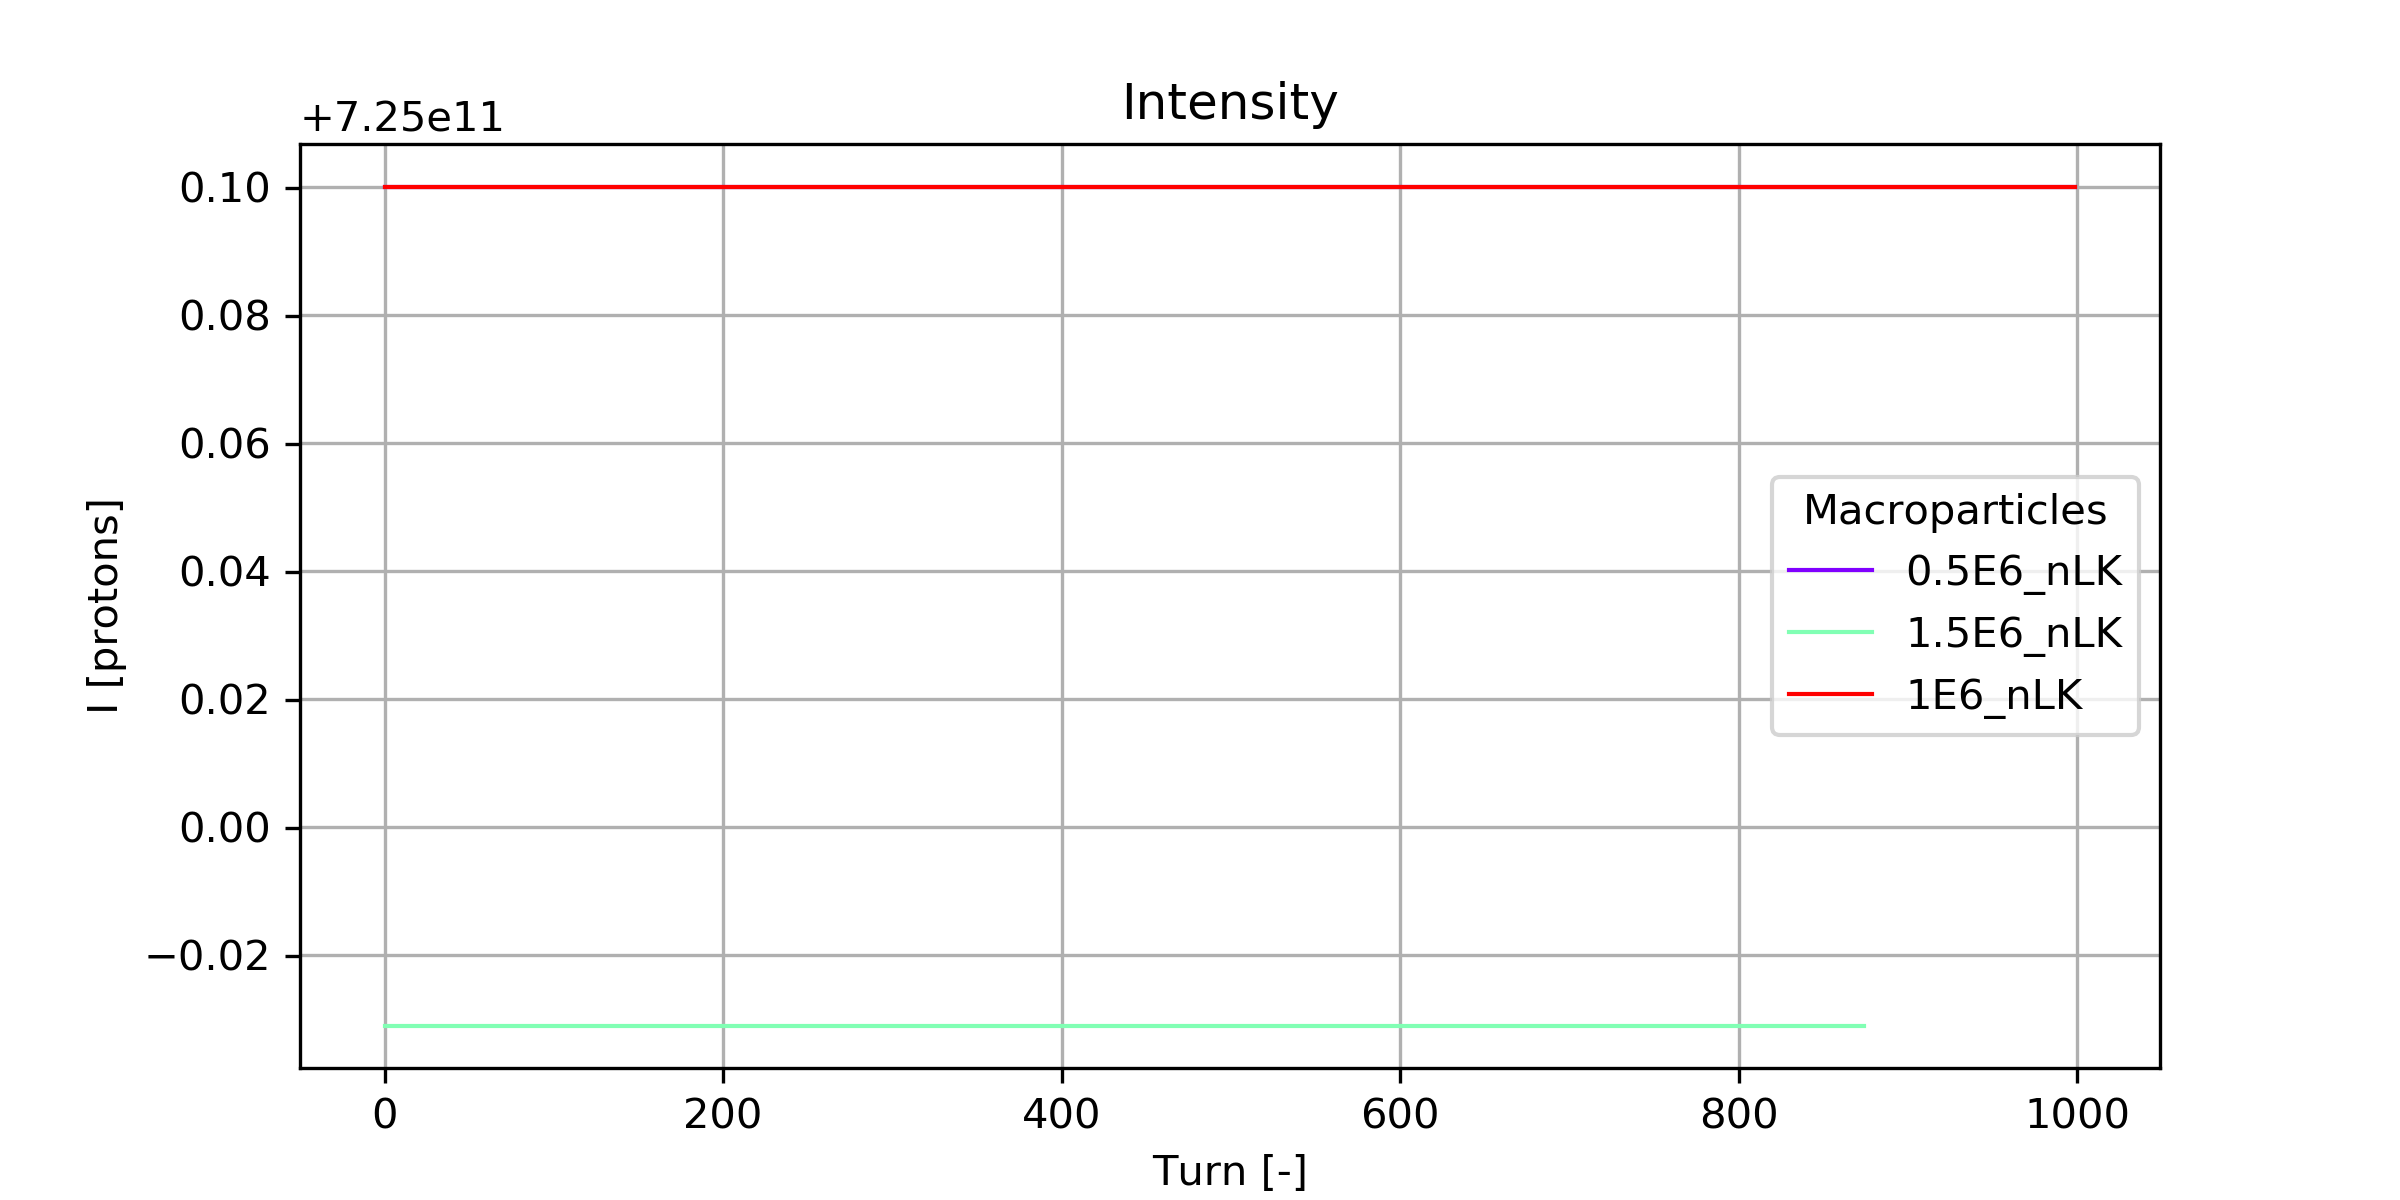 Intensity
+7.25e11
0.10
0.08
0.06
0.04
0.02
0.00
−0.02
I [protons]
Macroparticles
0.5E6_nLK
1.5E6_nLK
1E6_nLK
0 200 400 600 800 1000
Turn [-]